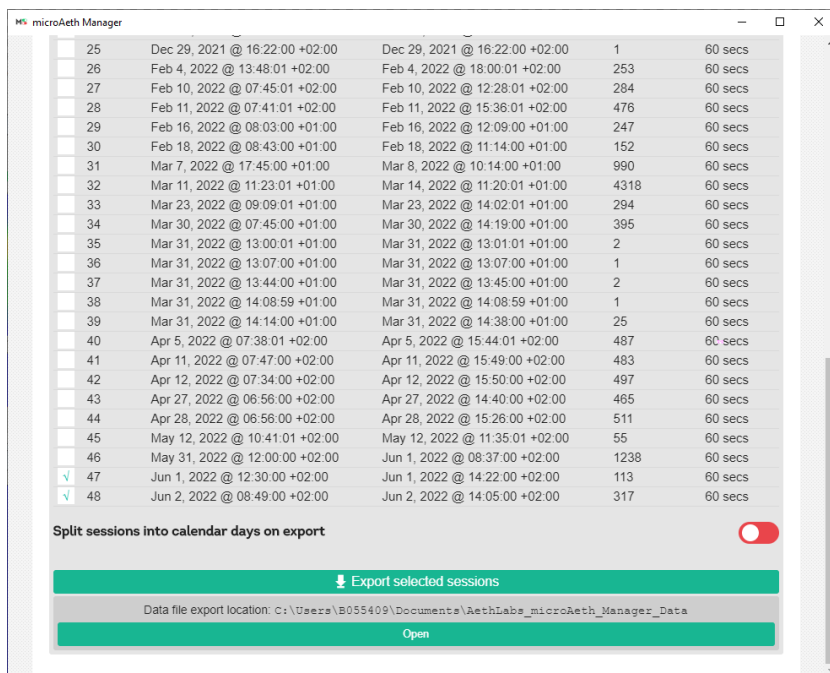 microAeth Manager
25 Dec 29, 2021 @ 16:22:00 +02:00 Dec 29, 2021 @ 16:22:00 +02:00 1 60 secs
26 Feb 4, 2022 @ 13:48:01 +02:00 Feb 4, 2022 @ 18:00:01 +02:00 253 60 secs
27 Feb 10, 2022 @ 07:45:01 +02:00 Feb 10, 2022 @ 12:28:01 +02:00 284 60 secs
28 Feb 11, 2022 @ 07:41:01 +02:00 Feb 11, 2022 @ 15:36:01 +02:00 476 60 secs
29 Feb 16, 2022 @ 08:03:00 +01:00 Feb 16, 2022 @ 12:09:00 +01:00 247 60 secs
30 Feb 18, 2022 @ 08:43:00 +01:00 Feb 18, 2022 @ 11:14:00 +01:00 152 60 secs
31 Mar 7, 2022 @ 17:45:00 +01:00 Mar 8, 2022 @ 10:14:00 +01:00 990 60 secs
32 Mar 11, 2022 @ 11:23:01 +01:00 Mar 14, 2022 @ 11:20:01 +01:00 4318 60 secs
33 Mar 23, 2022 @ 09:09:01 +01:00 Mar 23, 2022 @ 14:02:01 +01:00 294 60 secs
34 Mar 30, 2022 @ 07:45:00 +01:00 Mar 30, 2022 @ 14:19:00 +01:00 395 60 secs
35 Mar 31, 2022 @ 13:00:01 +01:00 Mar 31, 2022 @ 13:01:01 +01:00 2 60 secs
36 Mar 31, 2022 @ 13:07:00 +01:00 Mar 31, 2022 @ 13:07:00 +01:00 1 60 secs
37 Mar 31, 2022 @ 13:44:00 +01:00 Mar 31, 2022 @ 13:45:00 +01:00 2 60 secs
38 Mar 31, 2022 @ 14:08:59 +01:00 Mar 31, 2022 @ 14:08:59 +01:00 1 60 secs
39 Mar 31, 2022 @ 14:14:00 +01:00 Mar 31, 2022 @ 14:38:00 +01:00 25 60 secs
40 Apr 5, 2022 @ 07:38:01 +02:00 Apr 5, 2022 @ 15:44:01 +02:00 487 60 secs
41 Apr 11, 2022 @ 07:47:00 +02:00 Apr 11, 2022 @ 15:49:00 +02:00 483 60 secs
42 Apr 12, 2022 @ 07:34:00 +02:00 Apr 12, 2022 @ 15:50:00 +02:00 497 60 secs
43 Apr 27, 2022 @ 06:56:00 +02:00 Apr 27, 2022 @ 14:40:00 +02:00 465 60 secs
44 Apr 28, 2022 @ 06:56:00 +02:00 Apr 28, 2022 @ 15:26:00 +02:00 511 60 secs
45 May 12, 2022 @ 10:41:01 +02:00 May 12, 2022 @ 11:35:01 +02:00 55 60 secs
46 May 31, 2022 @ 12:00:00 +02:00 Jun 1, 2022 @ 08:37:00 +02:00 1238 60 secs
√ 47 Jun 1, 2022 @ 12:30:00 +02:00 Jun 1, 2022 @ 14:22:00 +02:00 113 60 secs
√ 48 Jun 2, 2022 @ 08:49:00 +02:00 Jun 2, 2022 @ 14:05:00 +02:00 317 60 secs
Split sessions into calendar days on export
Export selected sessions
Data file export location: C:\Users\B055409\Documents\AethLabs_microAeth_Manager_Data
Open